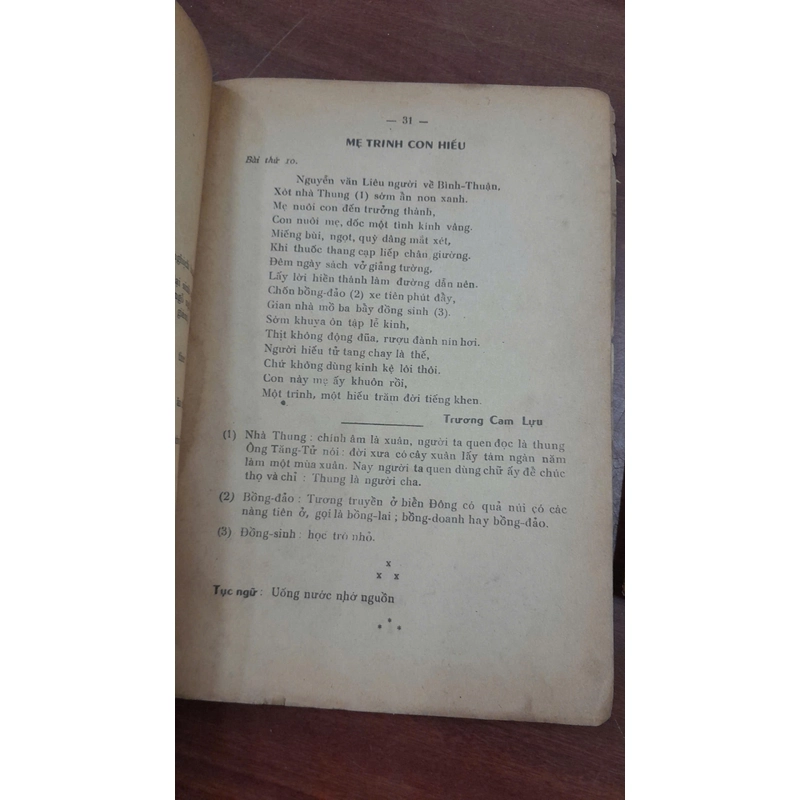 — 31 —
MẸ TRINH CON HIẾU
Bài thứ 10.
Nguyễn văn Liêu người về Bình-Thuận,
Xót nhà Thung (1) sớm ẩn non xanh.
Mẹ nuôi con đến trưởng thành,
Con nuôi mẹ, dốc một tình kính vâng.
Miếng bùi, ngọt, quỳ dâng mắt xét,
Khi thuốc thang cạp liếp chân giường.
Đêm ngày sách vở giảng tường,
Lấy lời hiền thánh làm đường dẫn nên.
Chốn bồng-đảo (2) xe tiên phút đẩy,
Gian nhà mồ ba bẩy đồng sinh (3).
Sớm khuya ôn tập lễ kinh,
Thịt không động đũa, rượu đành nín hơi.
Người hiếu tử tang chay là thế,
Chứ không dùng kinh kệ lôi thôi.
Con này mẹ ấy khuôn rồi,
Một trinh, một hiếu trăm đời tiếng khen.
Trương Cam Lựu
(1) Nhà Thung : chính âm là xuân, người ta quen đọc là thung
Ông Tăng-Tử nói : đời xưa có cây xuân lấy tám ngàn năm
làm một mùa xuân. Nay người ta quen dùng chữ ấy để chúc
thọ và chỉ : Thung là người cha.
(2) Bồng-đảo : Tương truyền ở biển Đông có quả núi có các
nàng tiên ở, gọi là bồng-lai ; bồng-doanh hay bồng-đảo.
(3) Đồng-sinh : học trò nhỏ.
x
x x
Tục ngữ : Uống nước nhớ nguồn